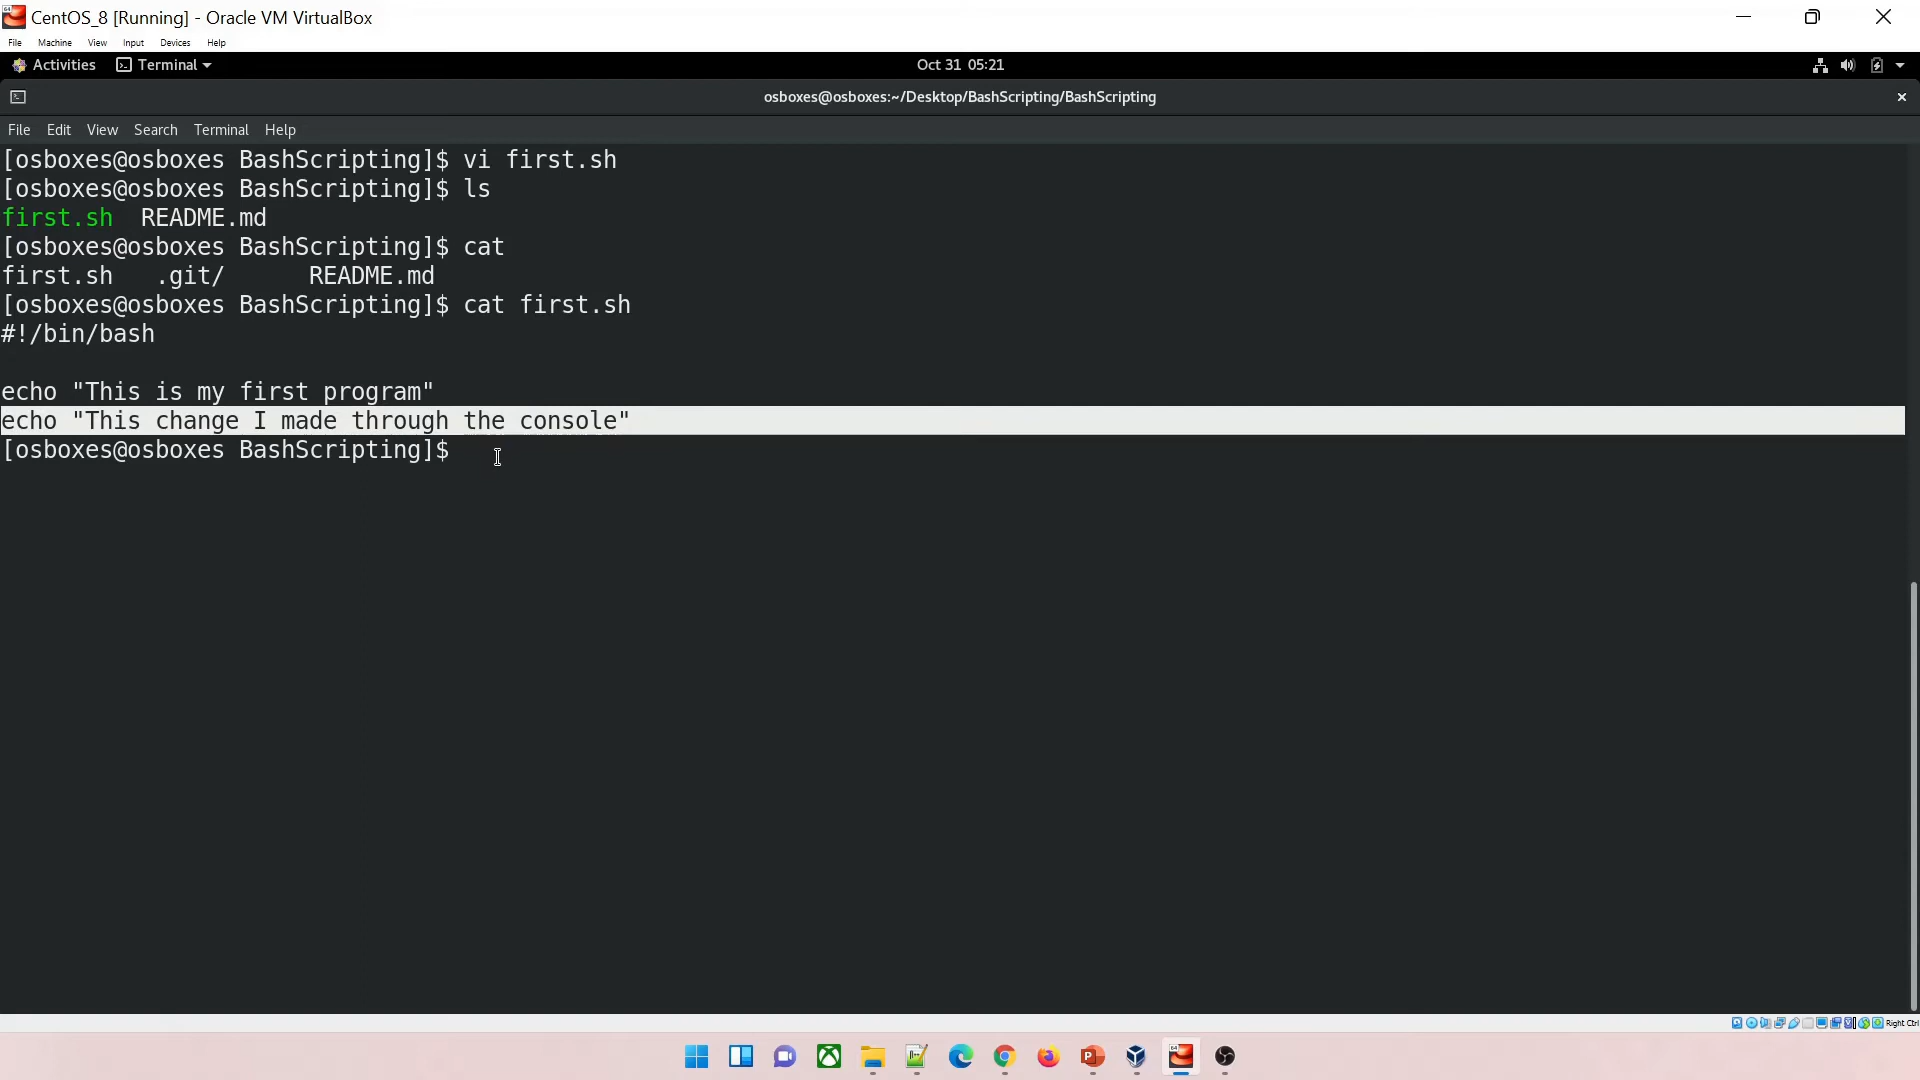 CentOS_8 [Running] - Oracle VM VirtualBox
File Machine View Input Devices Help
Activities Terminal Oct 31 05:21
osboxes@osboxes:~/Desktop/BashScripting/BashScripting
File Edit View Search Terminal Help
[osboxes@osboxes BashScripting]$ vi first.sh
[osboxes@osboxes BashScripting]$ ls
first.sh README.md
[osboxes@osboxes BashScripting]$ cat
first.sh .git/ README.md
[osboxes@osboxes BashScripting]$ cat first.sh
#!/bin/bash
echo "This is my first program"
echo "This change I made through the console"
[osboxes@osboxes BashScripting]$
Right Ctrl